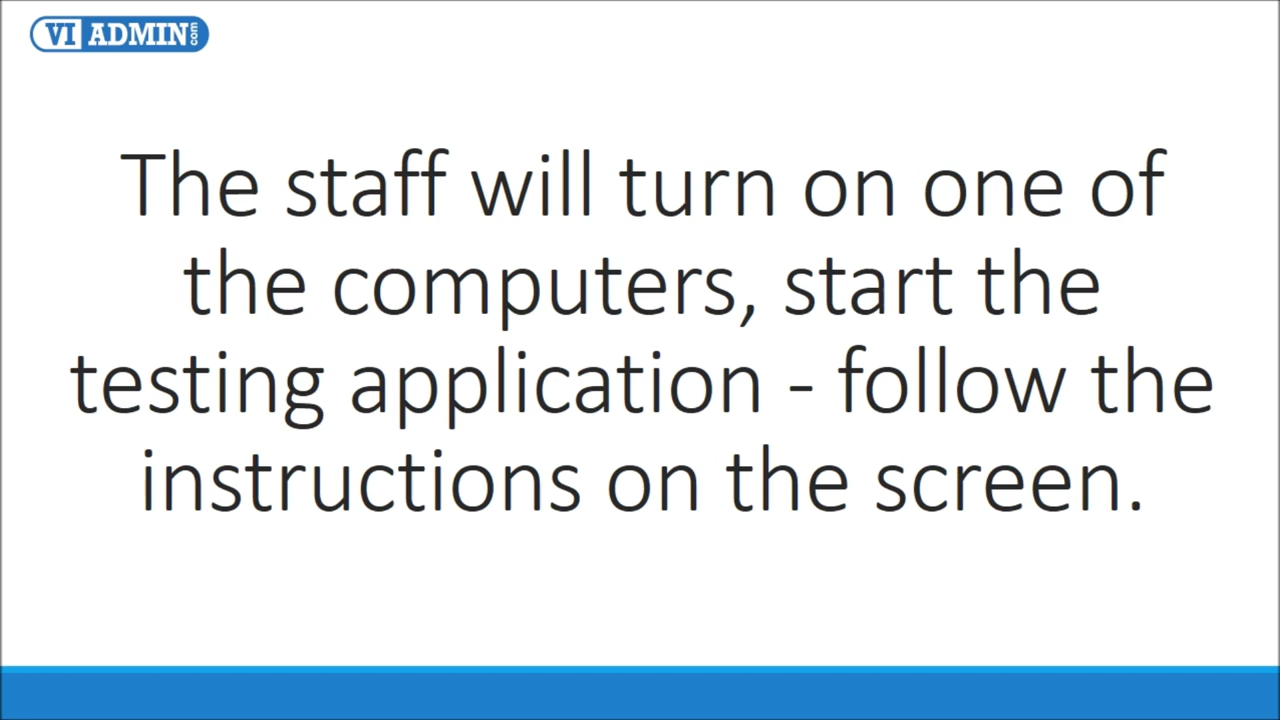 VI ADMIN.com
The staff will turn on one of
the computers, start the
testing application - follow the
instructions on the screen.